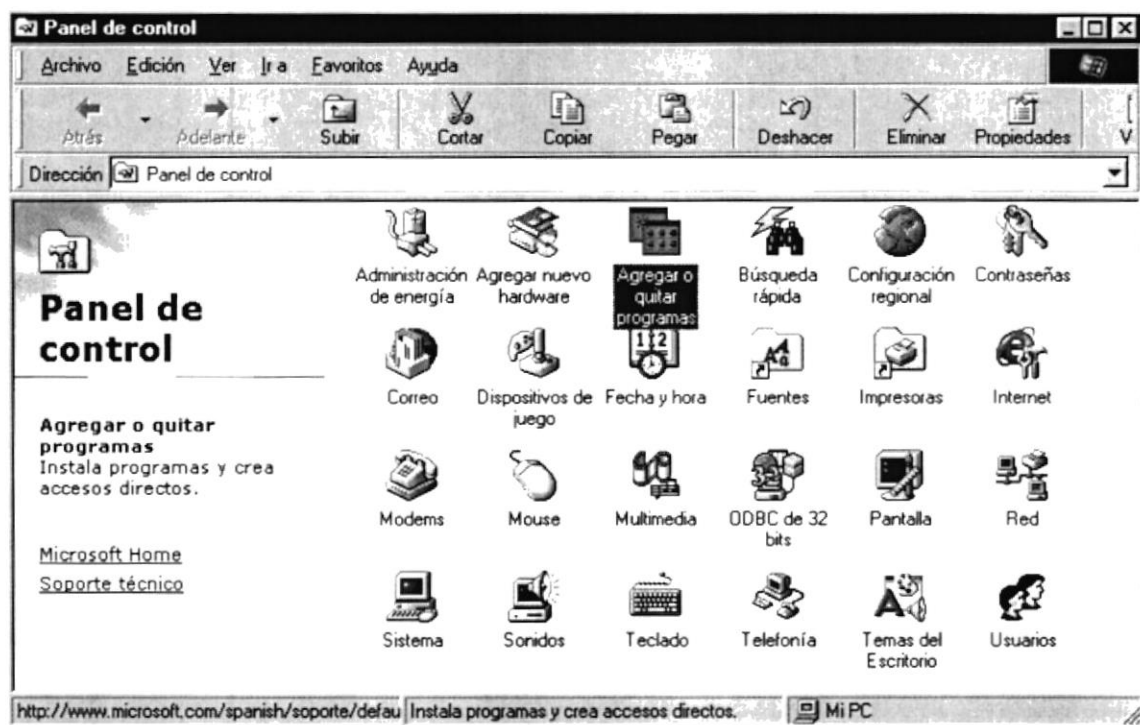 Panel de control
Archivo Edición Ver Ir a Favoritos Ayuda
Atrás Adelante Subir Cortar Copiar Pegar Deshacer Eliminar Propiedades V
Dirección Panel de control
Panel de
control
Agregar o quitar
programas
Instala programas y crea
accesos directos.
Microsoft Home
Soporte técnico
Administración
de energía
Agregar nuevo
hardware
Agregar o
quitar
programas
Búsqueda
rápida
Configuración
regional
Contraseñas
Correo
Dispositivos de
juego
Fecha y hora
Fuentes
Impresoras
Internet
Modems
Mouse
Multimedia
ODBC de 32
bits
Pantalla
Red
Sistema
Sonidos
Teclado
Telefonía
Temas del
Escritorio
Usuarios
http://www.microsoft.com/spanish/soporte/defau Instala programas y crea accesos directos. Mi PC